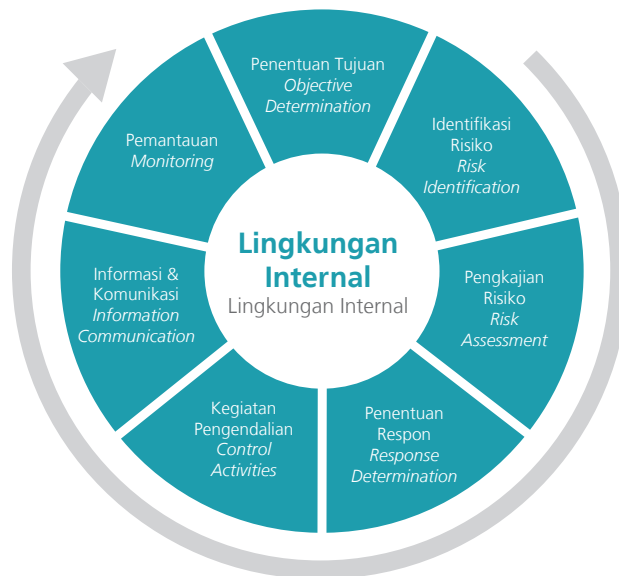 Penentuan Tujuan
Objective
Determination
Identifikasi
Risiko
Risk
Identification
Pengkajian
Risiko
Risk
Assessment
Penentuan
Respon
Response
Determination
Kegiatan
Pengendalian
Control
Activities
Informasi &
Komunikasi
Information
Communication
Pemantauan
Monitoring
Lingkungan
Internal
Lingkungan Internal